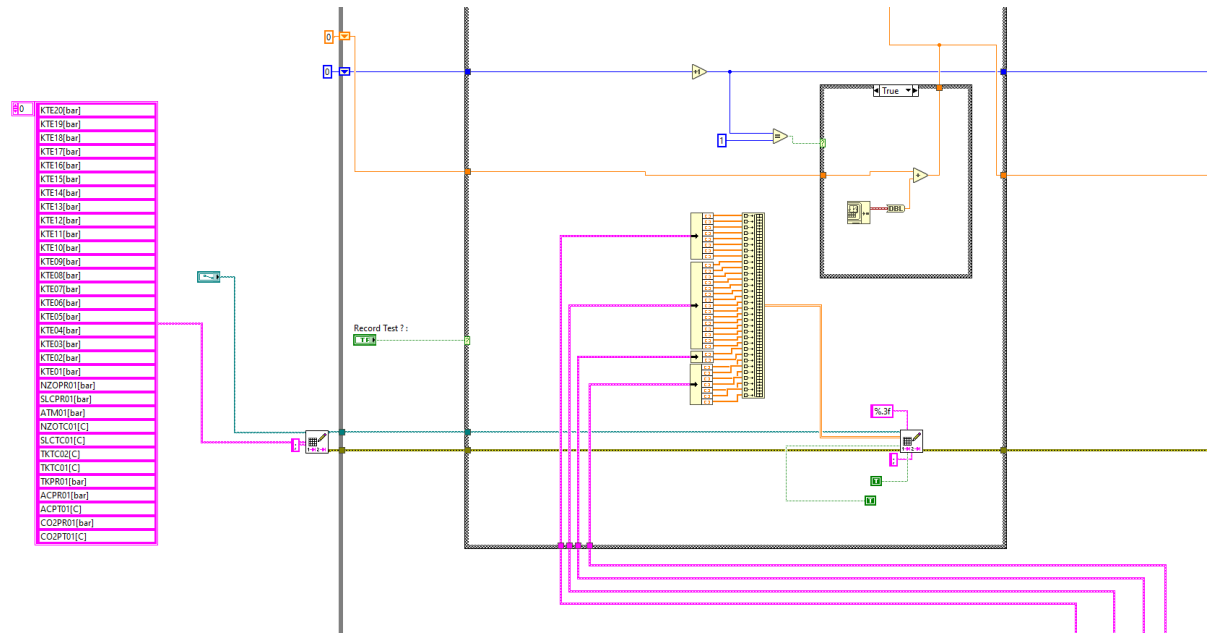 0
0
0
KTE20[bar]
KTE19[bar]
KTE18[bar]
KTE17[bar]
KTE16[bar]
KTE15[bar]
KTE14[bar]
KTE13[bar]
KTE12[bar]
KTE11[bar]
KTE10[bar]
KTE09[bar]
KTE08[bar]
KTE07[bar]
KTE06[bar]
KTE05[bar]
KTE04[bar]
KTE03[bar]
KTE02[bar]
KTE01[bar]
NZOPR01[bar]
SLCPR01[bar]
ATM01[bar]
NZOTC01[C]
SLCTC01[C]
TKTC02[C]
TKTC01[C]
TKPR01[bar]
ACPR01[bar]
ACPT01[C]
CO2PR01[bar]
CO2PT01[C]
Record Test ? :
TF
+1
True
1
=
+
DBL
%.3f
;
;
T
T